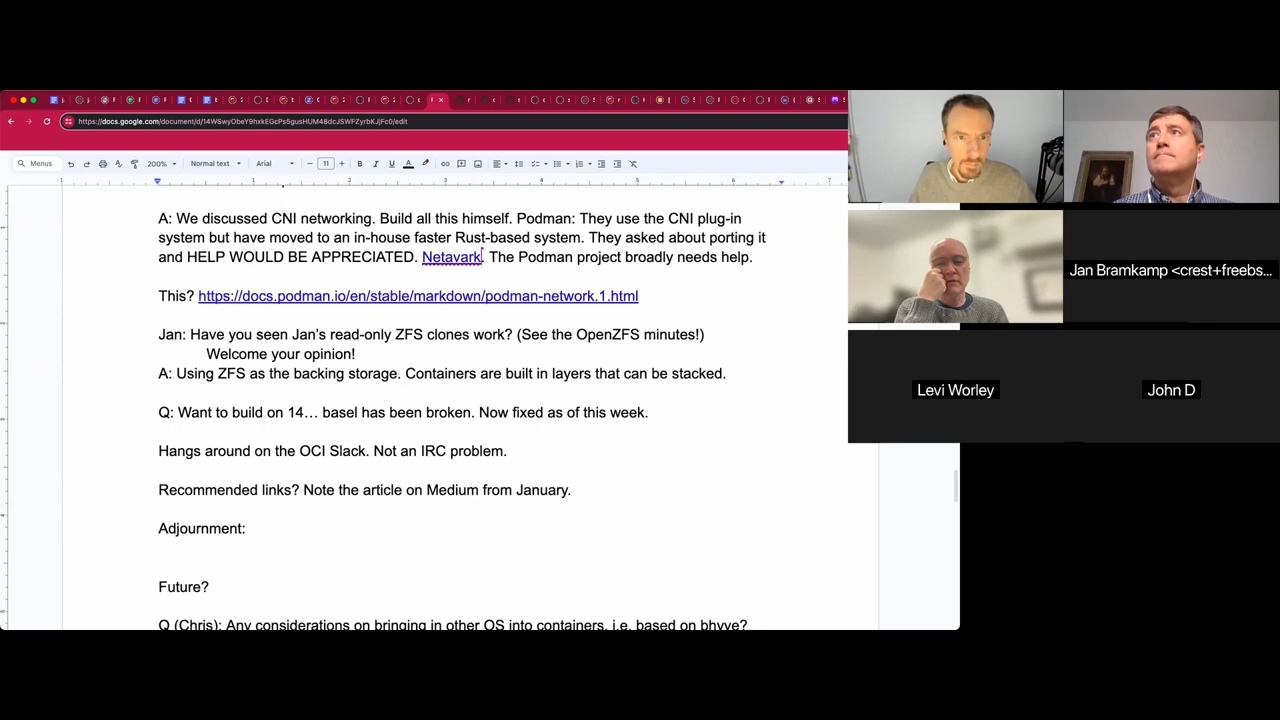 https://docs.google.com/document/d/14WSwyObeY9hxkEGcPs5gusHUM48dcJSWFZyrbKJjFc0/edit
Menus 200% Normal text Arial 11
1 1 2 3 4 5 6 7
A: We discussed CNI networking. Build all this himself. Podman: They use the CNI plug-in
system but have moved to an in-house faster Rust-based system. They asked about porting it
and HELP WOULD BE APPRECIATED. Netavark. The Podman project broadly needs help.
This? https://docs.podman.io/en/stable/markdown/podman-network.1.html
Jan: Have you seen Jan's read-only ZFS clones work? (See the OpenZFS minutes!)
Welcome your opinion!
A: Using ZFS as the backing storage. Containers are built in layers that can be stacked.
Q: Want to build on 14… basel has been broken. Now fixed as of this week.
Hangs around on the OCI Slack. Not an IRC problem.
Recommended links? Note the article on Medium from January.
Adjournment:
Future?
Q (Chris): Any considerations on bringing in other OS into containers, i.e. based on bhyve?
Jan Bramkamp <crest+freebs...
Levi Worley
John D